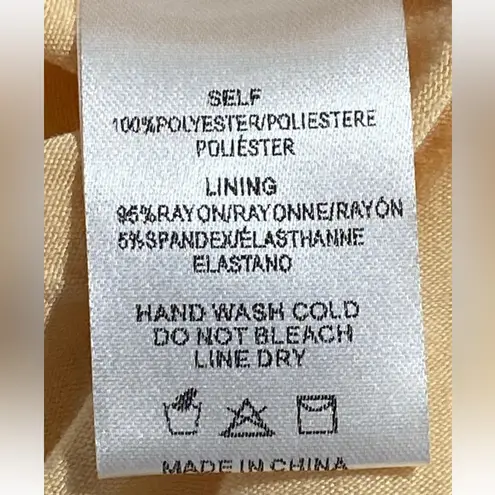 SELF
100%POLYESTER/POLIESTERE
POLIÉSTER
LINING
95%RAYON/RAYONNE/RAYÓN
5%SPANDEX/ÉLASTHANNE
ELASTANO
HAND WASH COLD
DO NOT BLEACH
LINE DRY
MADE IN CHINA